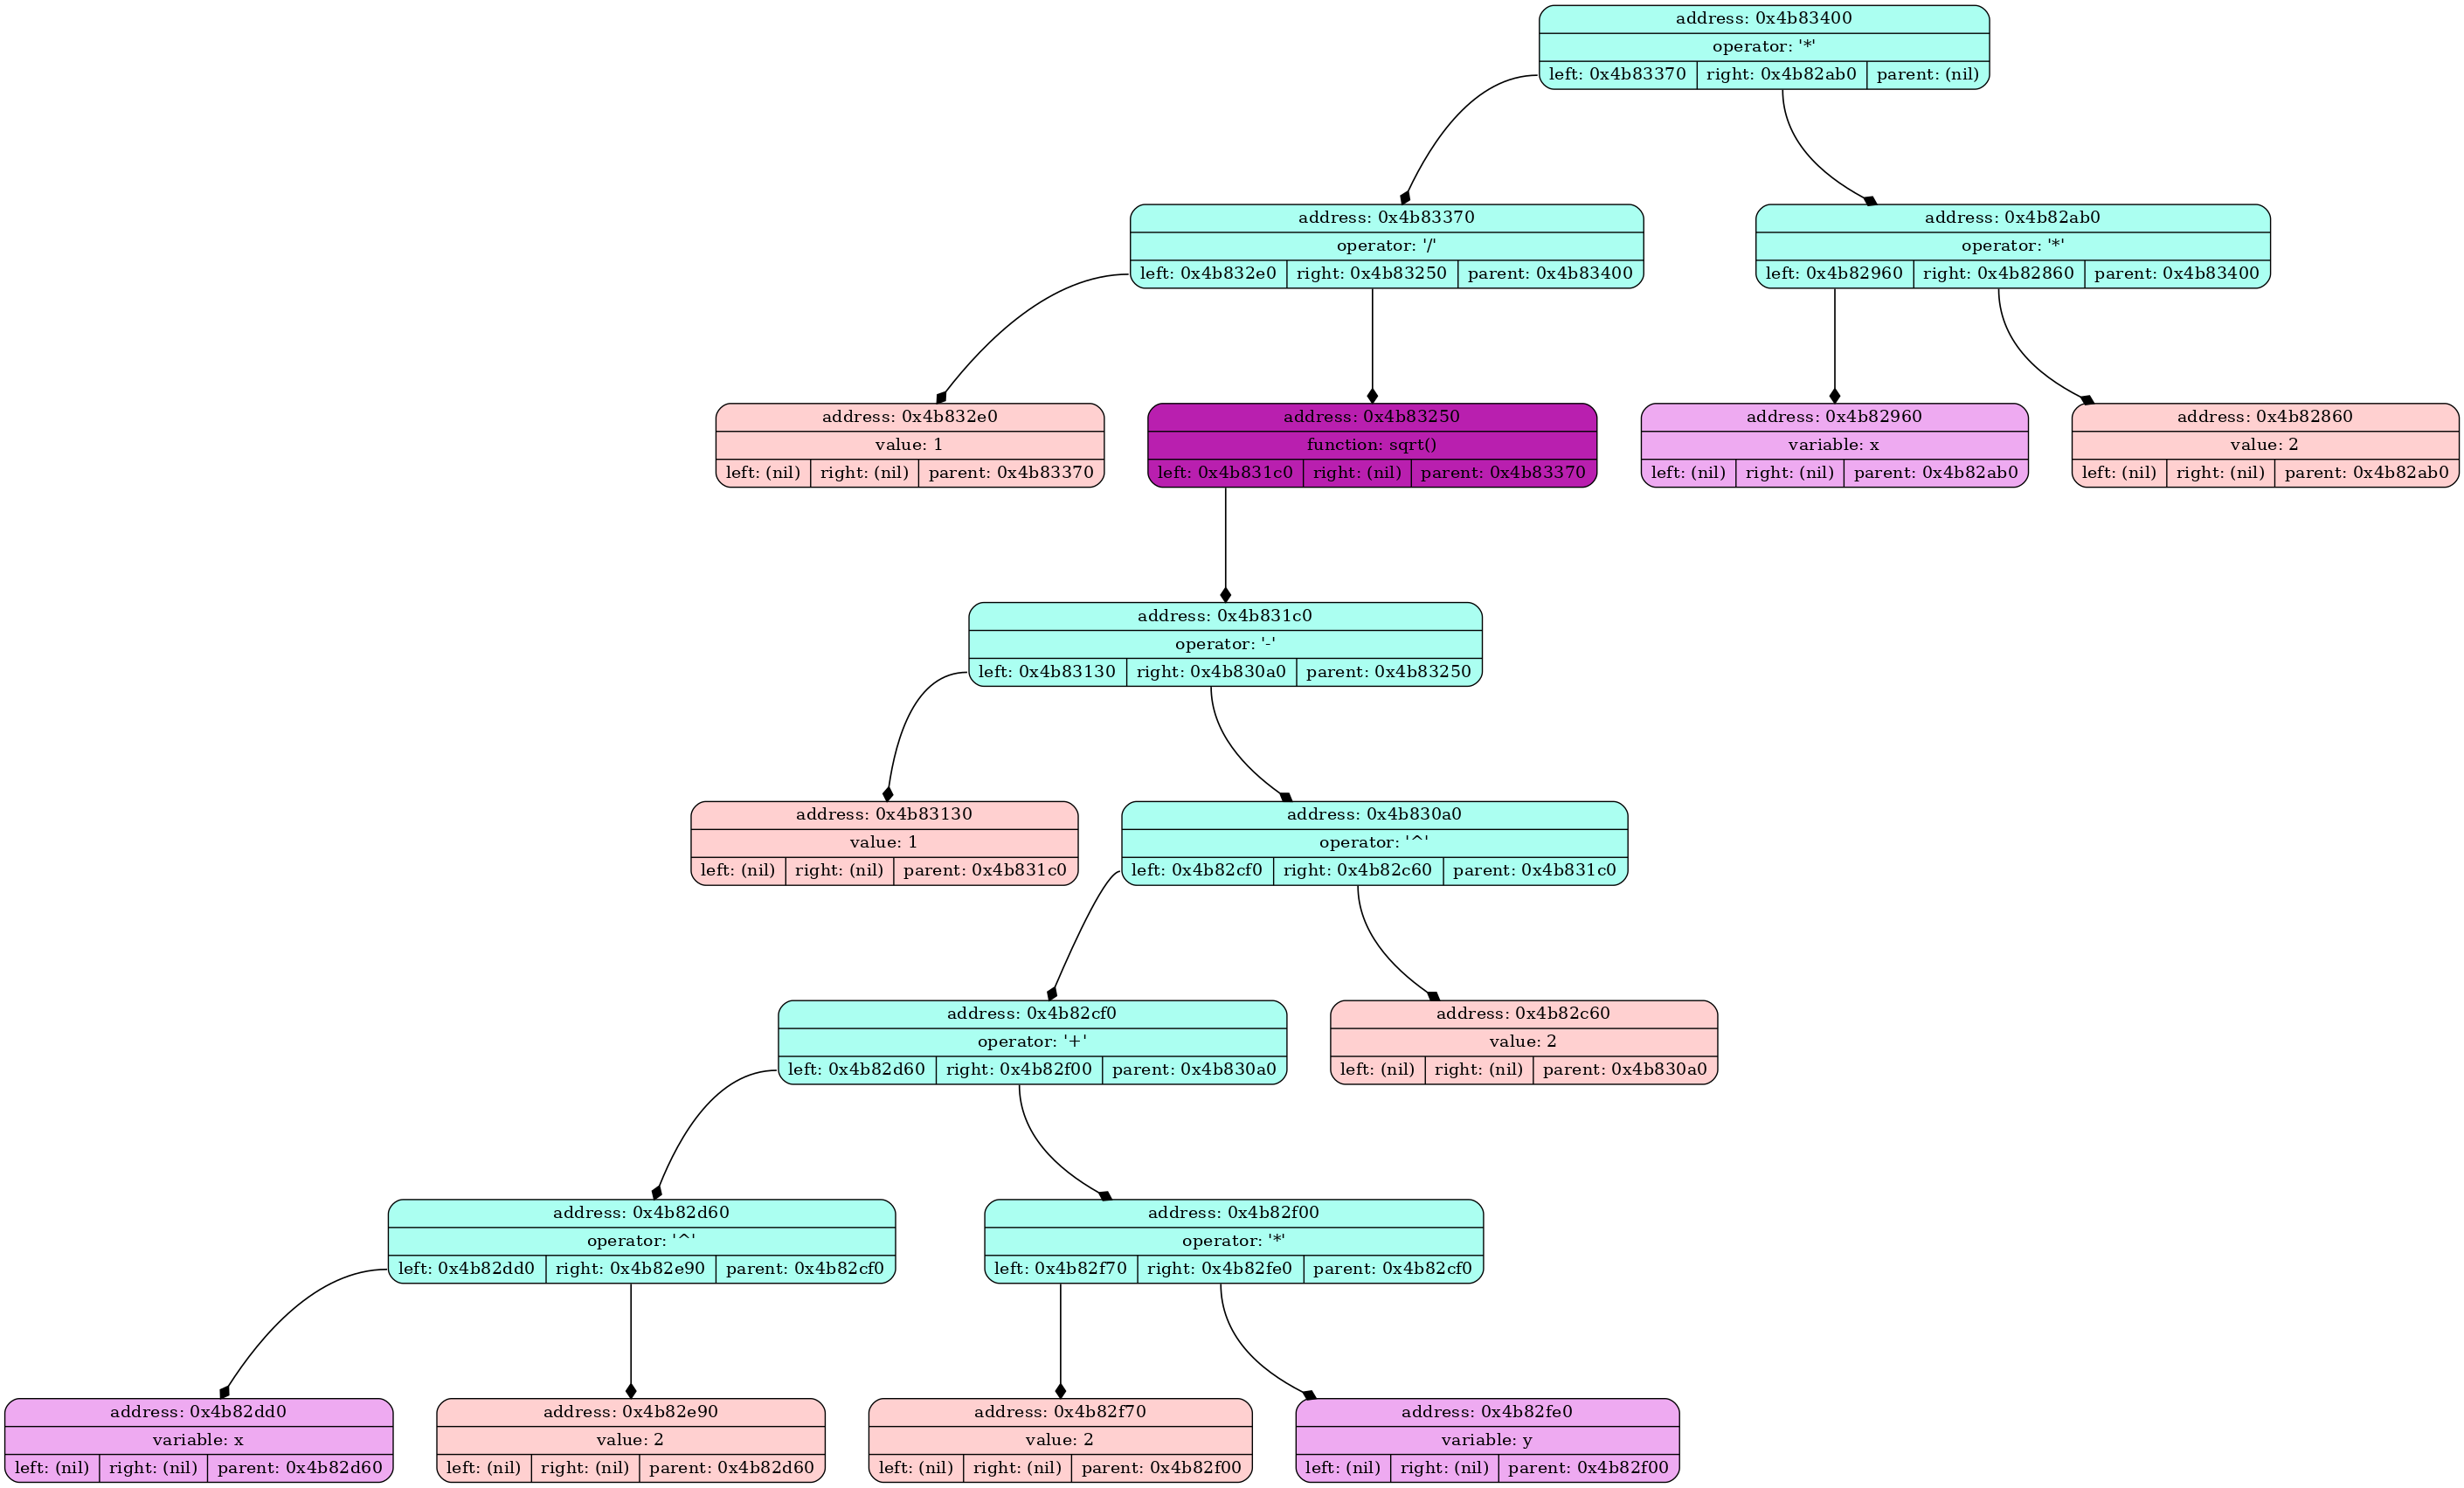 address: 0x4b83400
operator: '*'
left: 0x4b83370 right: 0x4b82ab0 parent: (nil)
address: 0x4b83370
operator: '/'
left: 0x4b832e0 right: 0x4b83250 parent: 0x4b83400
address: 0x4b82ab0
operator: '*'
left: 0x4b82960 right: 0x4b82860 parent: 0x4b83400
address: 0x4b832e0
value: 1
left: (nil) right: (nil) parent: 0x4b83370
address: 0x4b83250
function: sqrt()
left: 0x4b831c0 right: (nil) parent: 0x4b83370
address: 0x4b82960
variable: x
left: (nil) right: (nil) parent: 0x4b82ab0
address: 0x4b82860
value: 2
left: (nil) right: (nil) parent: 0x4b82ab0
address: 0x4b831c0
operator: '-'
left: 0x4b83130 right: 0x4b830a0 parent: 0x4b83250
address: 0x4b83130
value: 1
left: (nil) right: (nil) parent: 0x4b831c0
address: 0x4b830a0
operator: '^'
left: 0x4b82cf0 right: 0x4b82c60 parent: 0x4b831c0
address: 0x4b82cf0
operator: '+'
left: 0x4b82d60 right: 0x4b82f00 parent: 0x4b830a0
address: 0x4b82c60
value: 2
left: (nil) right: (nil) parent: 0x4b830a0
address: 0x4b82d60
operator: '^'
left: 0x4b82dd0 right: 0x4b82e90 parent: 0x4b82cf0
address: 0x4b82f00
operator: '*'
left: 0x4b82f70 right: 0x4b82fe0 parent: 0x4b82cf0
address: 0x4b82dd0
variable: x
left: (nil) right: (nil) parent: 0x4b82d60
address: 0x4b82e90
value: 2
left: (nil) right: (nil) parent: 0x4b82d60
address: 0x4b82f70
value: 2
left: (nil) right: (nil) parent: 0x4b82f00
address: 0x4b82fe0
variable: y
left: (nil) right: (nil) parent: 0x4b82f00